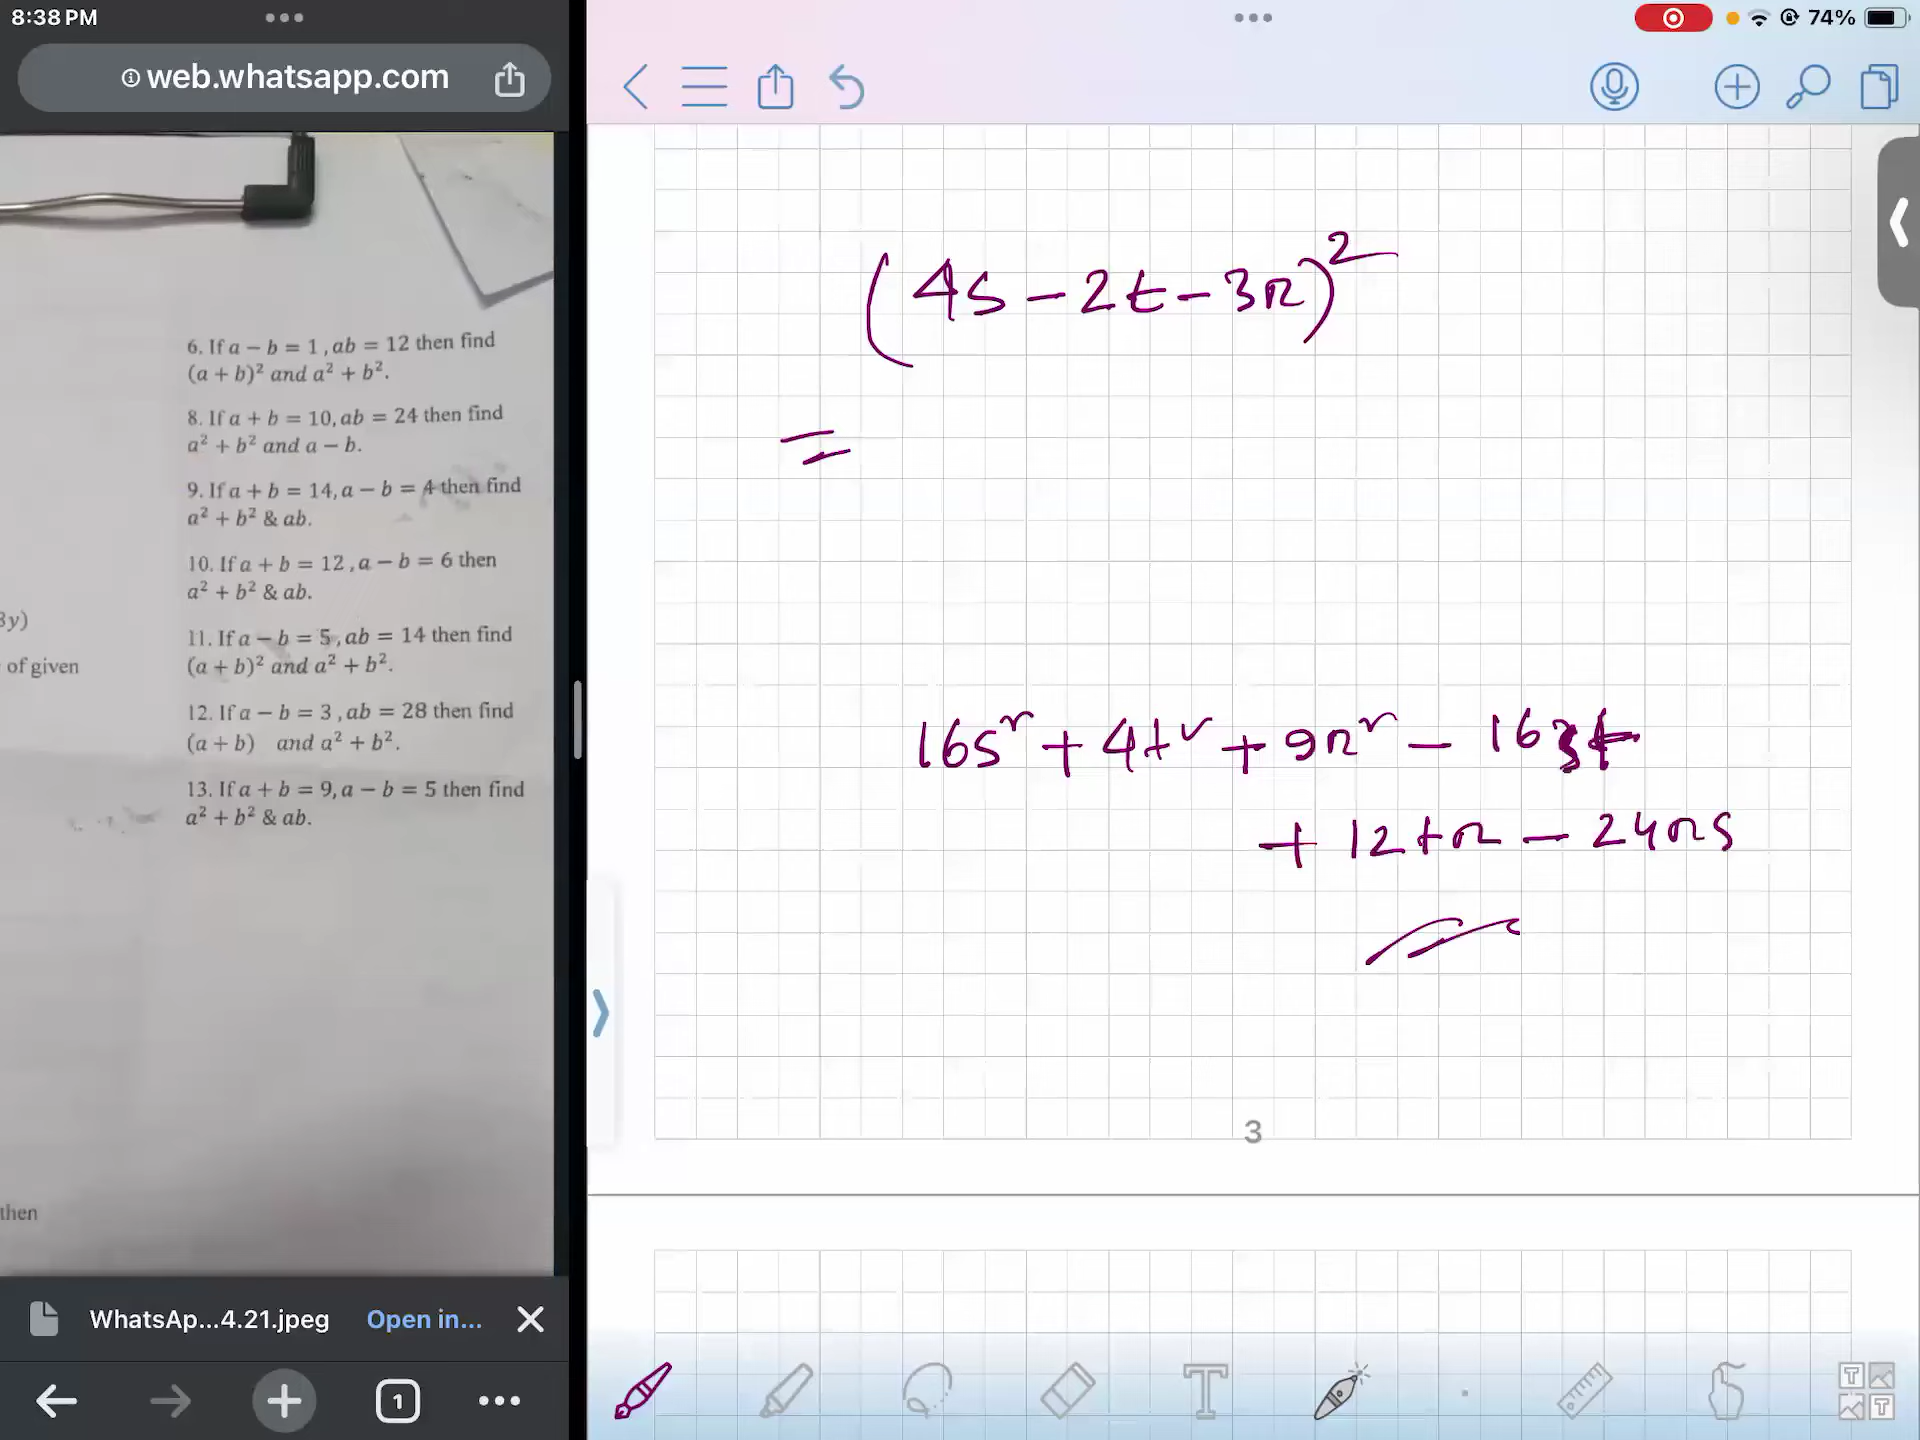 8:38 PM
74%
web.whatsapp.com
6. If a − b = 1 , ab = 12 then find
(a + b)² and a² + b².
8. If a + b = 10, ab = 24 then find
a² + b² and a − b.
9. If a + b = 14, a − b = 4 then find
a² + b² & ab.
10. If a + b = 12 , a − b = 6 then
a² + b² & ab.
11. If a − b = 5 , ab = 14 then find
(a + b)² and a² + b².
12. If a − b = 3 , ab = 28 then find
(a + b) and a² + b².
13. If a + b = 9, a − b = 5 then find
a² + b² & ab.
3y)
of given
then
WhatsAp...4.21.jpeg Open in...
1
(4s − 2t − 3r)²
=
16s² + 4t² + 9r² − 16st
+ 12tr − 24rs
3
T